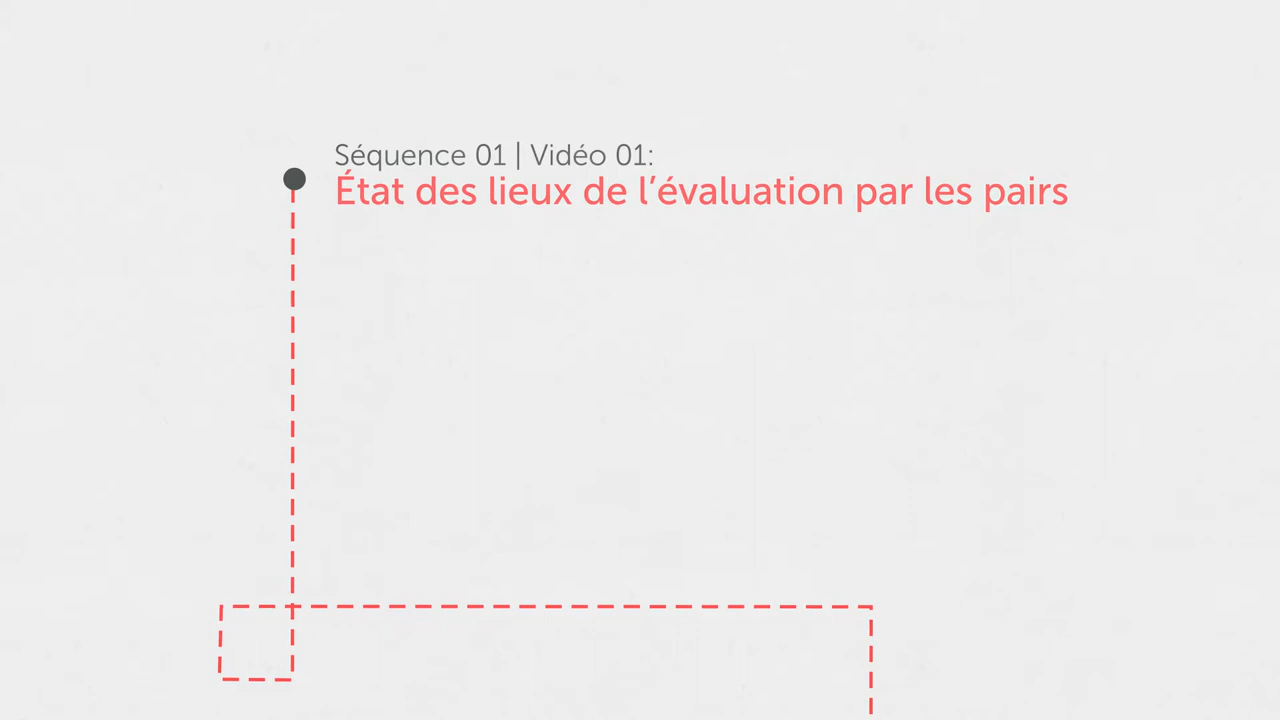 Séquence 01 | Vidéo 01:
État des lieux de l’évaluation par les pairs